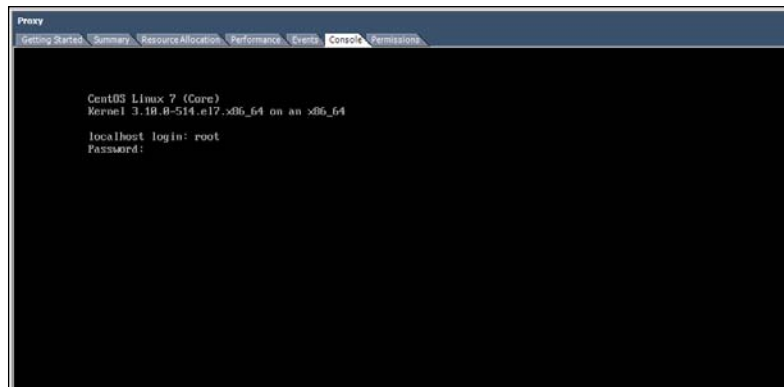 Proxy
Getting Started Summary Resource Allocation Performance Events Console Permissions
CentOS Linux 7 (Core)
Kernel 3.10.0-514.el7.x86_64 on an x86_64
localhost login: root
Password: